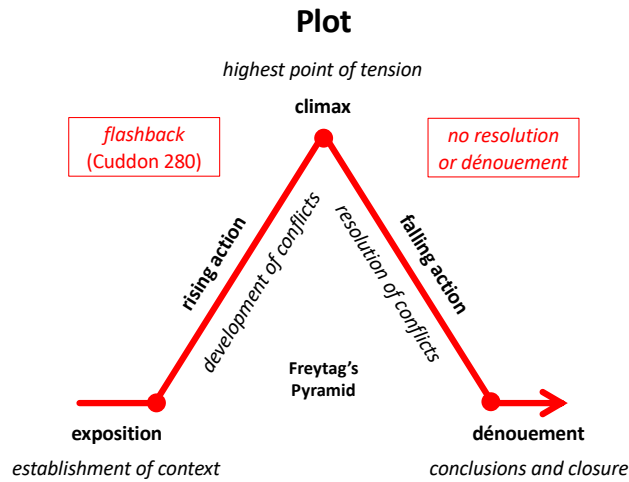 Plot
highest point of tension
climax
flashback
(Cuddon 280)
no resolution
or dénouement
rising action
development of conflicts
resolution of conflicts
falling action
Freytag's
Pyramid
exposition
establishment of context
dénouement
conclusions and closure